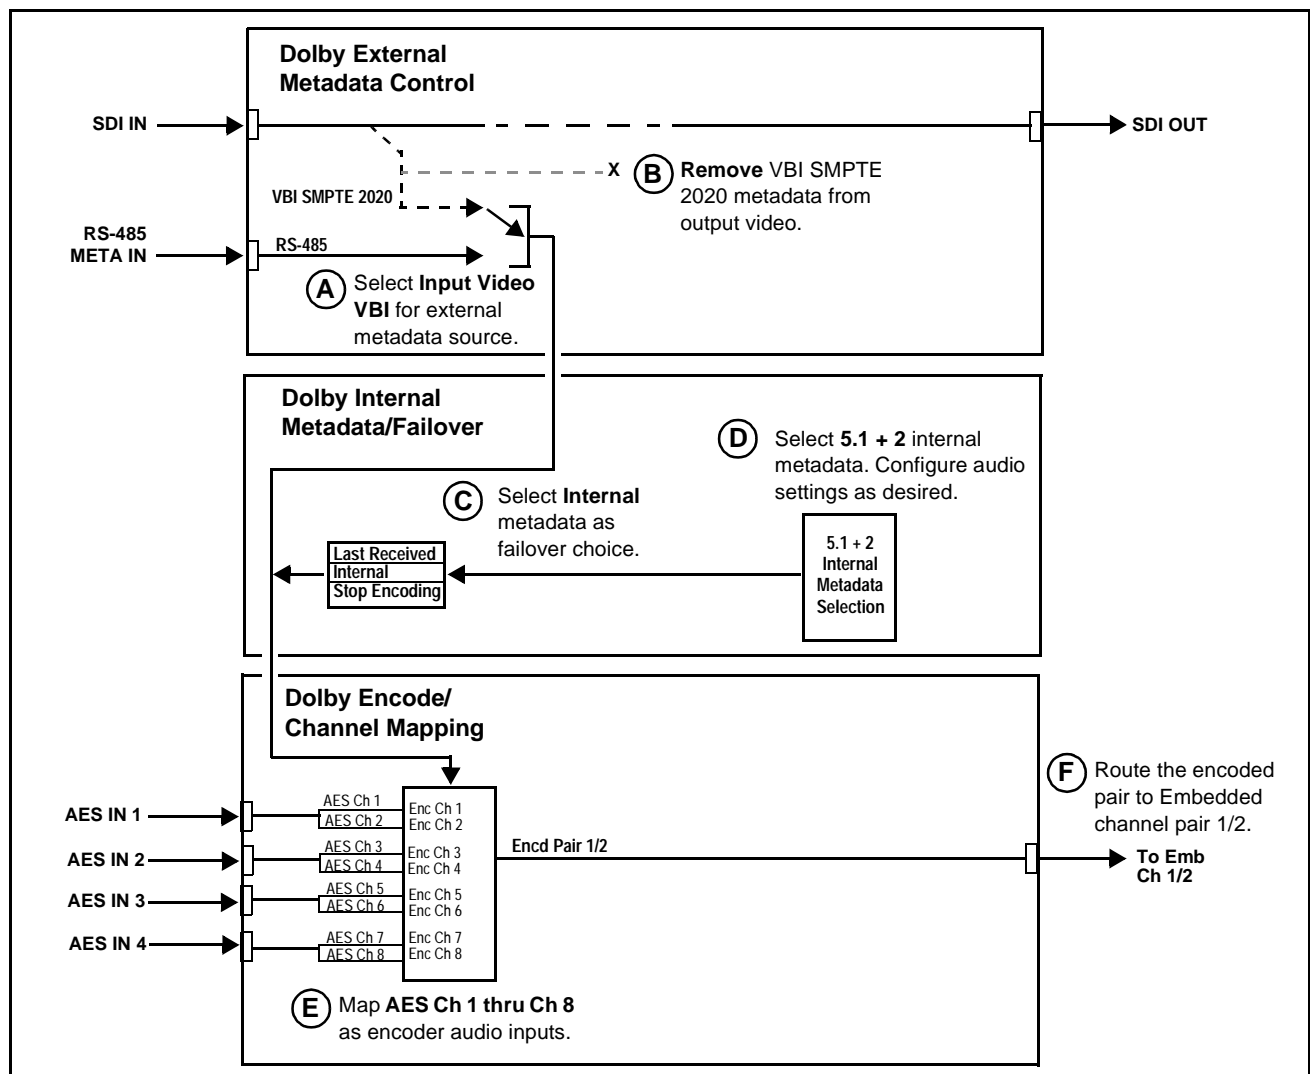 Dolby External
Metadata Control
SDI IN
SDI OUT
X
B
Remove VBI SMPTE
2020 metadata from
output video.
VBI SMPTE 2020
RS-485
META IN
RS-485
A
Select Input Video
VBI for external
metadata source.
Dolby Internal
Metadata/Failover
D
Select 5.1 + 2 internal
metadata. Configure audio
settings as desired.
C
Select Internal
metadata as
failover choice.
Last Received
Internal
Stop Encoding
5.1 + 2
Internal
Metadata
Selection
Dolby Encode/
Channel Mapping
F
Route the encoded
pair to Embedded
channel pair 1/2.
AES IN 1
AES Ch 1
AES Ch 2
Enc Ch 1
Enc Ch 2
AES IN 2
AES Ch 3
AES Ch 4
Enc Ch 3
Enc Ch 4
Encd Pair 1/2
To Emb
Ch 1/2
AES IN 3
AES Ch 5
AES Ch 6
Enc Ch 5
Enc Ch 6
AES IN 4
AES Ch 7
AES Ch 8
Enc Ch 7
Enc Ch 8
E
Map AES Ch 1 thru Ch 8
as encoder audio inputs.